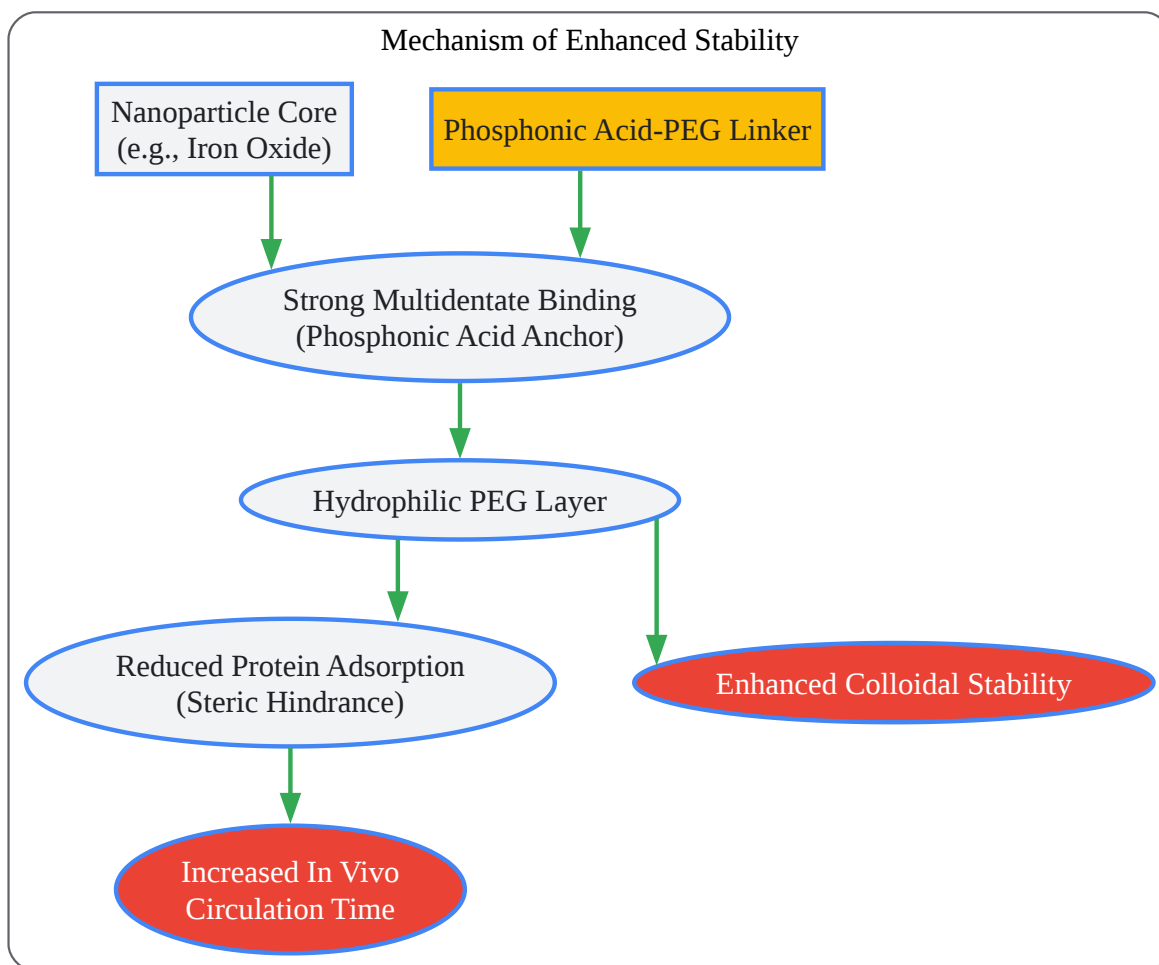 Mechanism of Enhanced Stability
Nanoparticle Core
(e.g., Iron Oxide)
Phosphonic Acid-PEG Linker
Strong Multidentate Binding
(Phosphonic Acid Anchor)
Hydrophilic PEG Layer
Reduced Protein Adsorption
(Steric Hindrance)
Enhanced Colloidal Stability
Increased In Vivo
Circulation Time